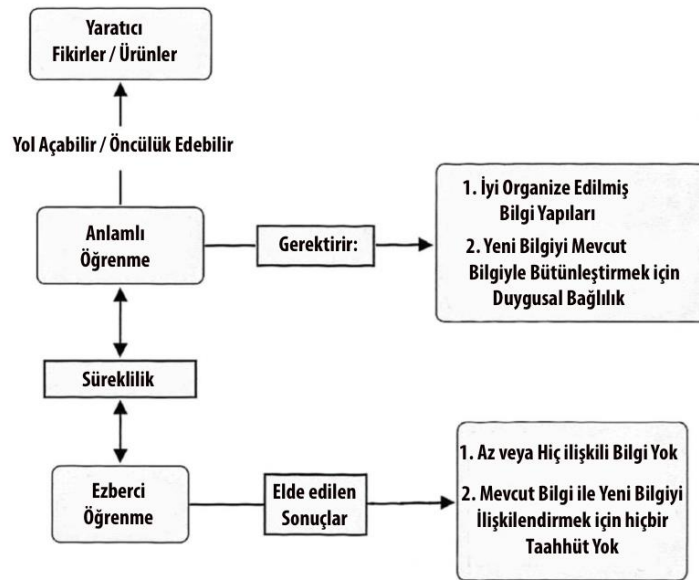 Yaratıcı
Fikirler / Ürünler
Yol Açabilir / Öncülük Edebilir
Anlamlı
Öğrenme
Gerektirir:
1. İyi Organize Edilmiş
Bilgi Yapıları
2. Yeni Bilgiyi Mevcut
Bilgiyle Bütünleştirmek için
Duygusal Bağlılık
Süreklilik
Ezberci
Öğrenme
Elde edilen
Sonuçlar
1. Az veya Hiç ilişkili Bilgi Yok
2. Mevcut Bilgi ile Yeni Bilgiyi
İlişkilendirmek için hiçbir
Taahhüt Yok